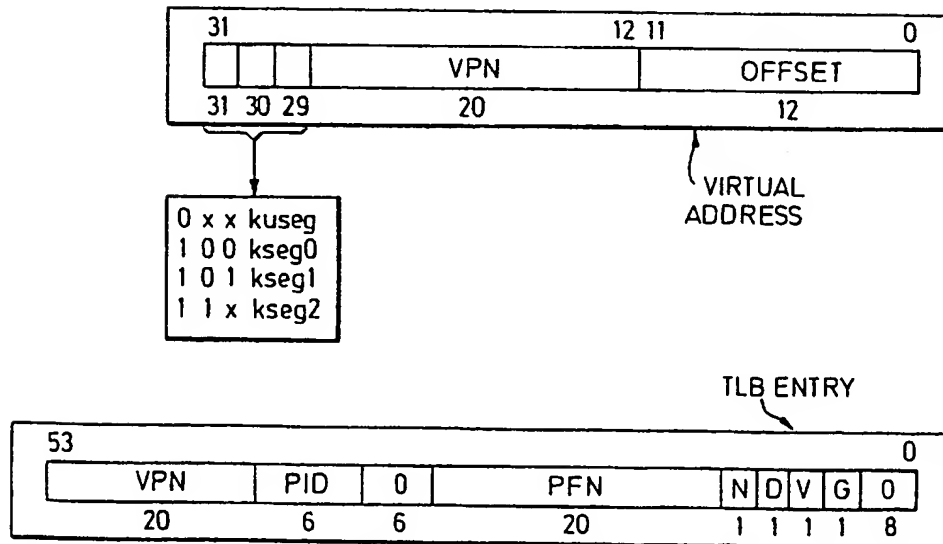 31 12 11 0
VPN OFFSET
31 30 29 20 12
VIRTUAL
ADDRESS
0 x x kuseg
1 0 0 kseg0
1 0 1 kseg1
1 1 x kseg2
TLB ENTRY
53 0
VPN PID 0 PFN N D V G 0
20 6 6 20 1 1 1 1 8